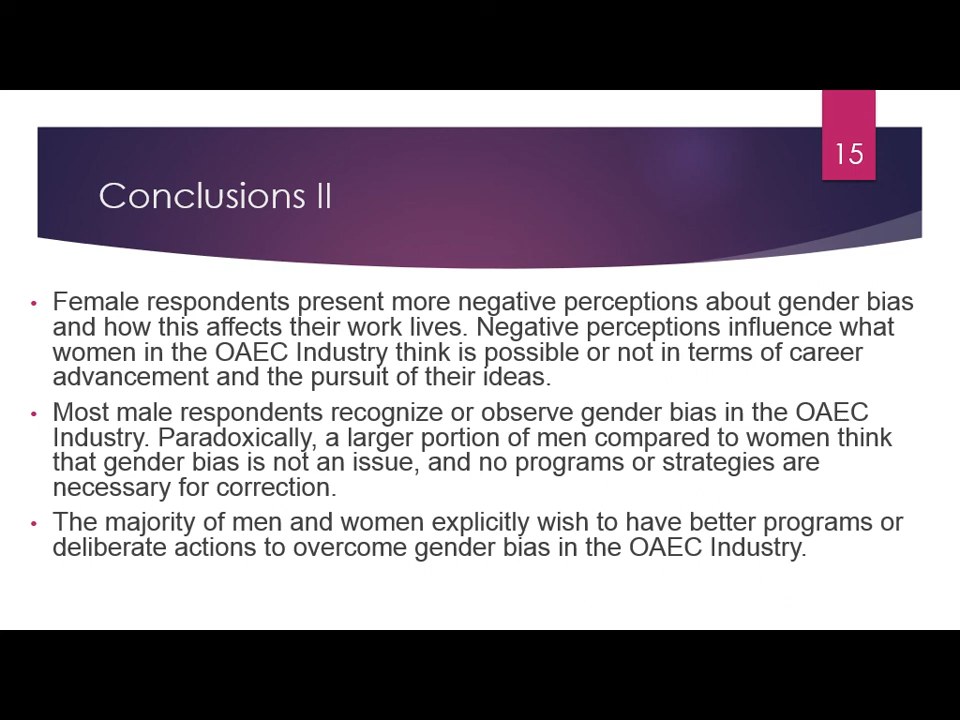 15
Conclusions II
• Female respondents present more negative perceptions about gender bias
and how this affects their work lives. Negative perceptions influence what
women in the OAEC Industry think is possible or not in terms of career
advancement and the pursuit of their ideas.
• Most male respondents recognize or observe gender bias in the OAEC
Industry. Paradoxically, a larger portion of men compared to women think
that gender bias is not an issue, and no programs or strategies are
necessary for correction.
• The majority of men and women explicitly wish to have better programs or
deliberate actions to overcome gender bias in the OAEC Industry.